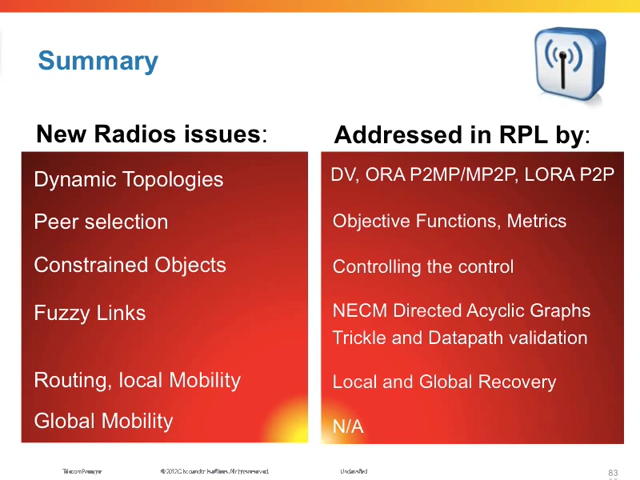 Summary
New Radios issues:
Addressed in RPL by:
Dynamic Topologies
DV, ORA P2MP/MP2P, LORA P2P
Peer selection
Objective Functions, Metrics
Constrained Objects
Controlling the control
Fuzzy Links
NECM Directed Acyclic Graphs
Trickle and Datapath validation
Routing, local Mobility
Local and Global Recovery
Global Mobility
N/A
83